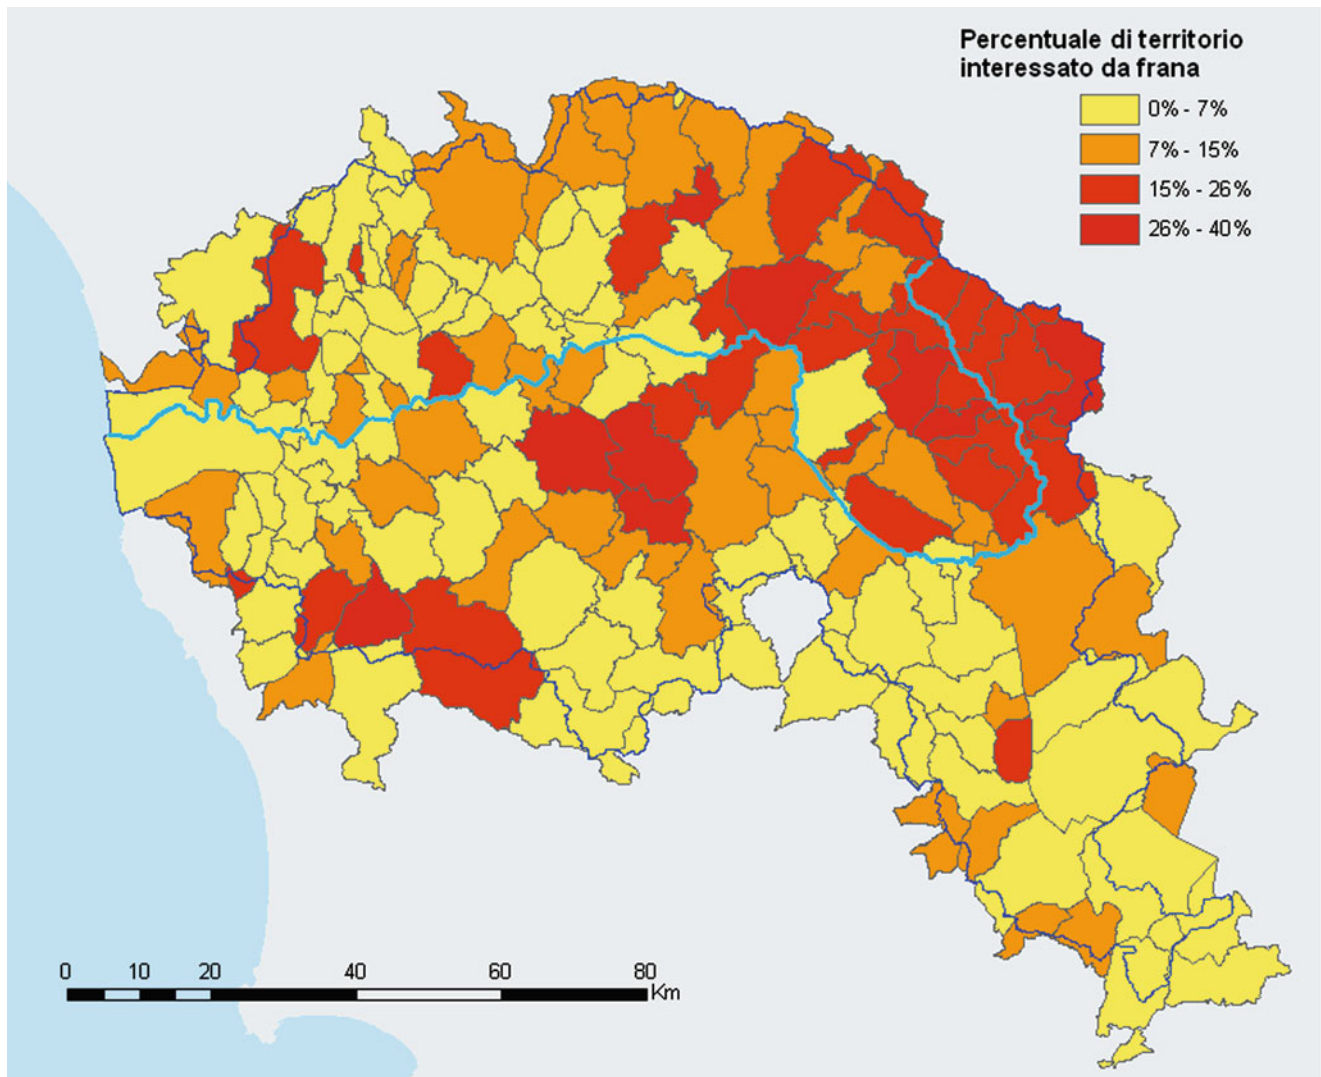 Percentuale di territorio
interessato da frana
0% - 7%
7% - 15%
15% - 26%
26% - 40%
0 10 20 40 60 80
Km